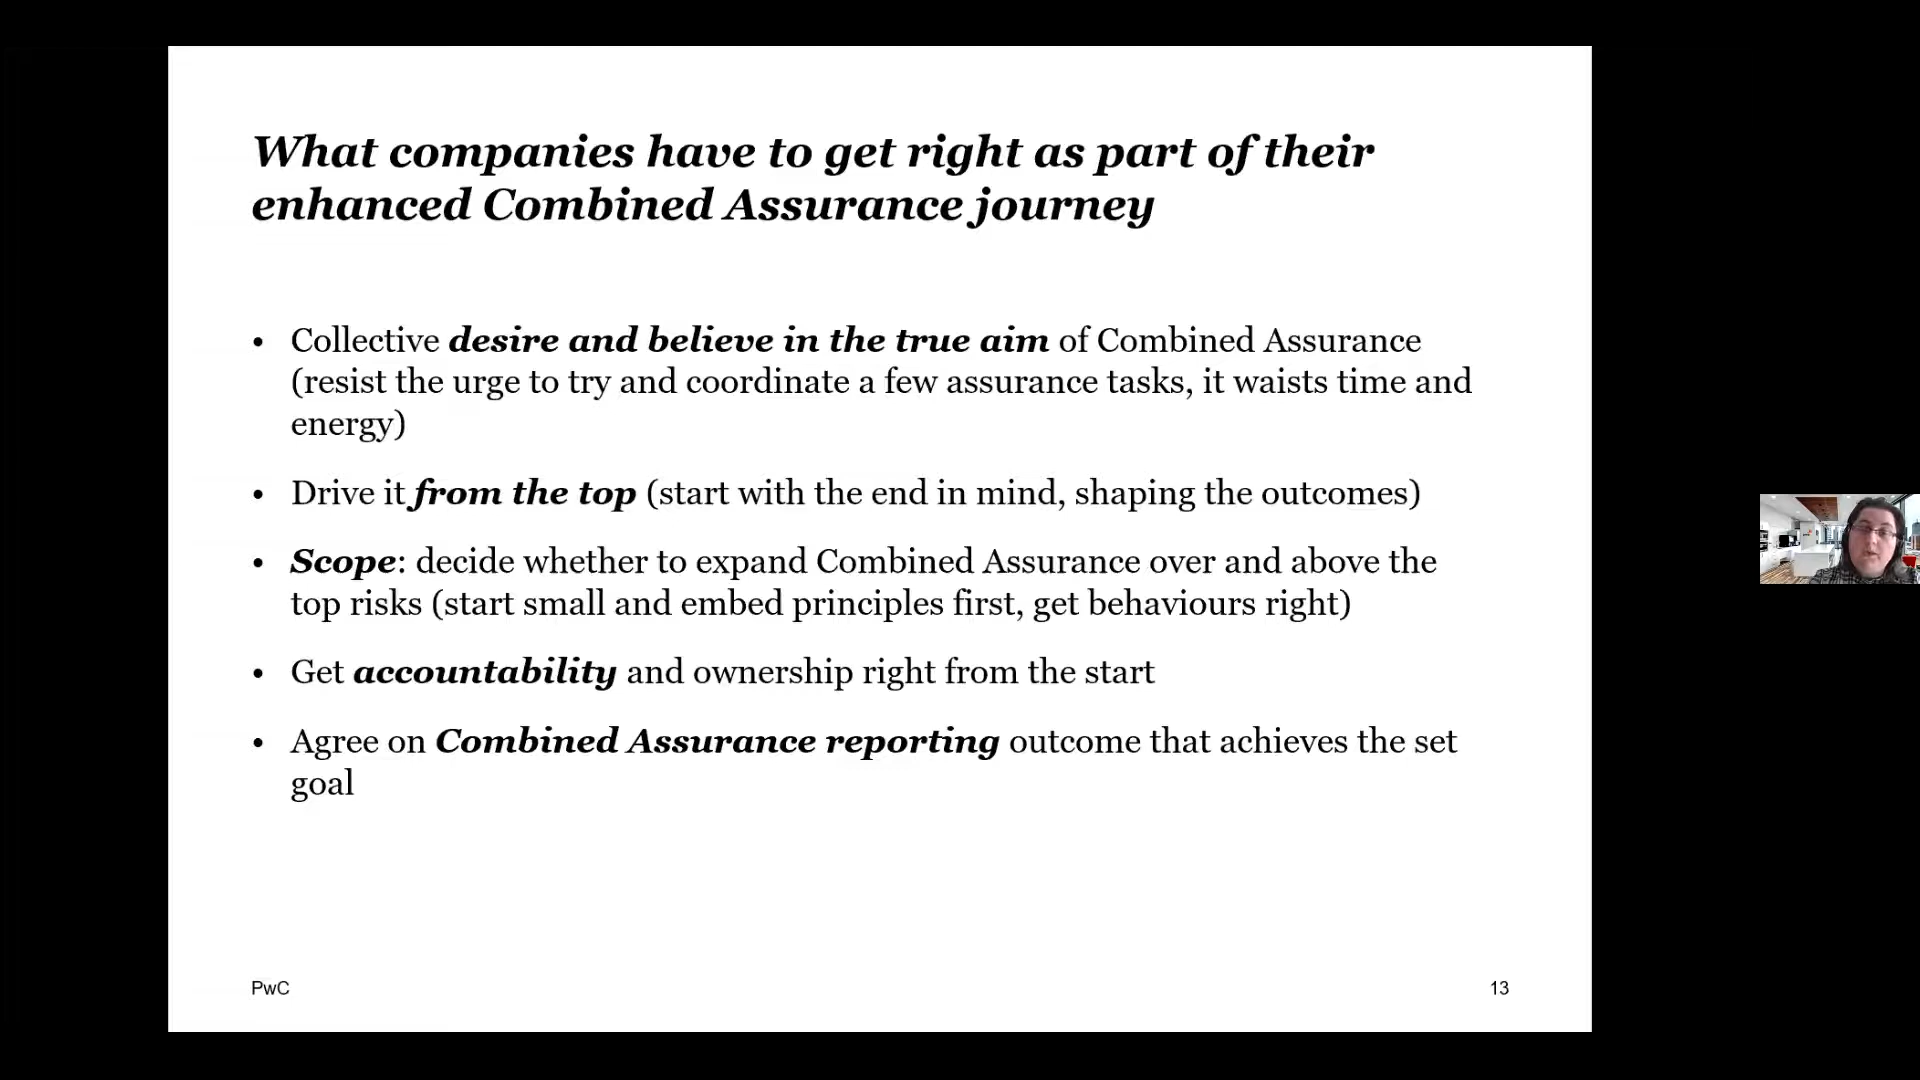 What companies have to get right as part of their
enhanced Combined Assurance journey
• Collective desire and believe in the true aim of Combined Assurance
(resist the urge to try and coordinate a few assurance tasks, it waists time and
energy)
• Drive it from the top (start with the end in mind, shaping the outcomes)
• Scope: decide whether to expand Combined Assurance over and above the
top risks (start small and embed principles first, get behaviours right)
• Get accountability and ownership right from the start
• Agree on Combined Assurance reporting outcome that achieves the set
goal
PwC
13